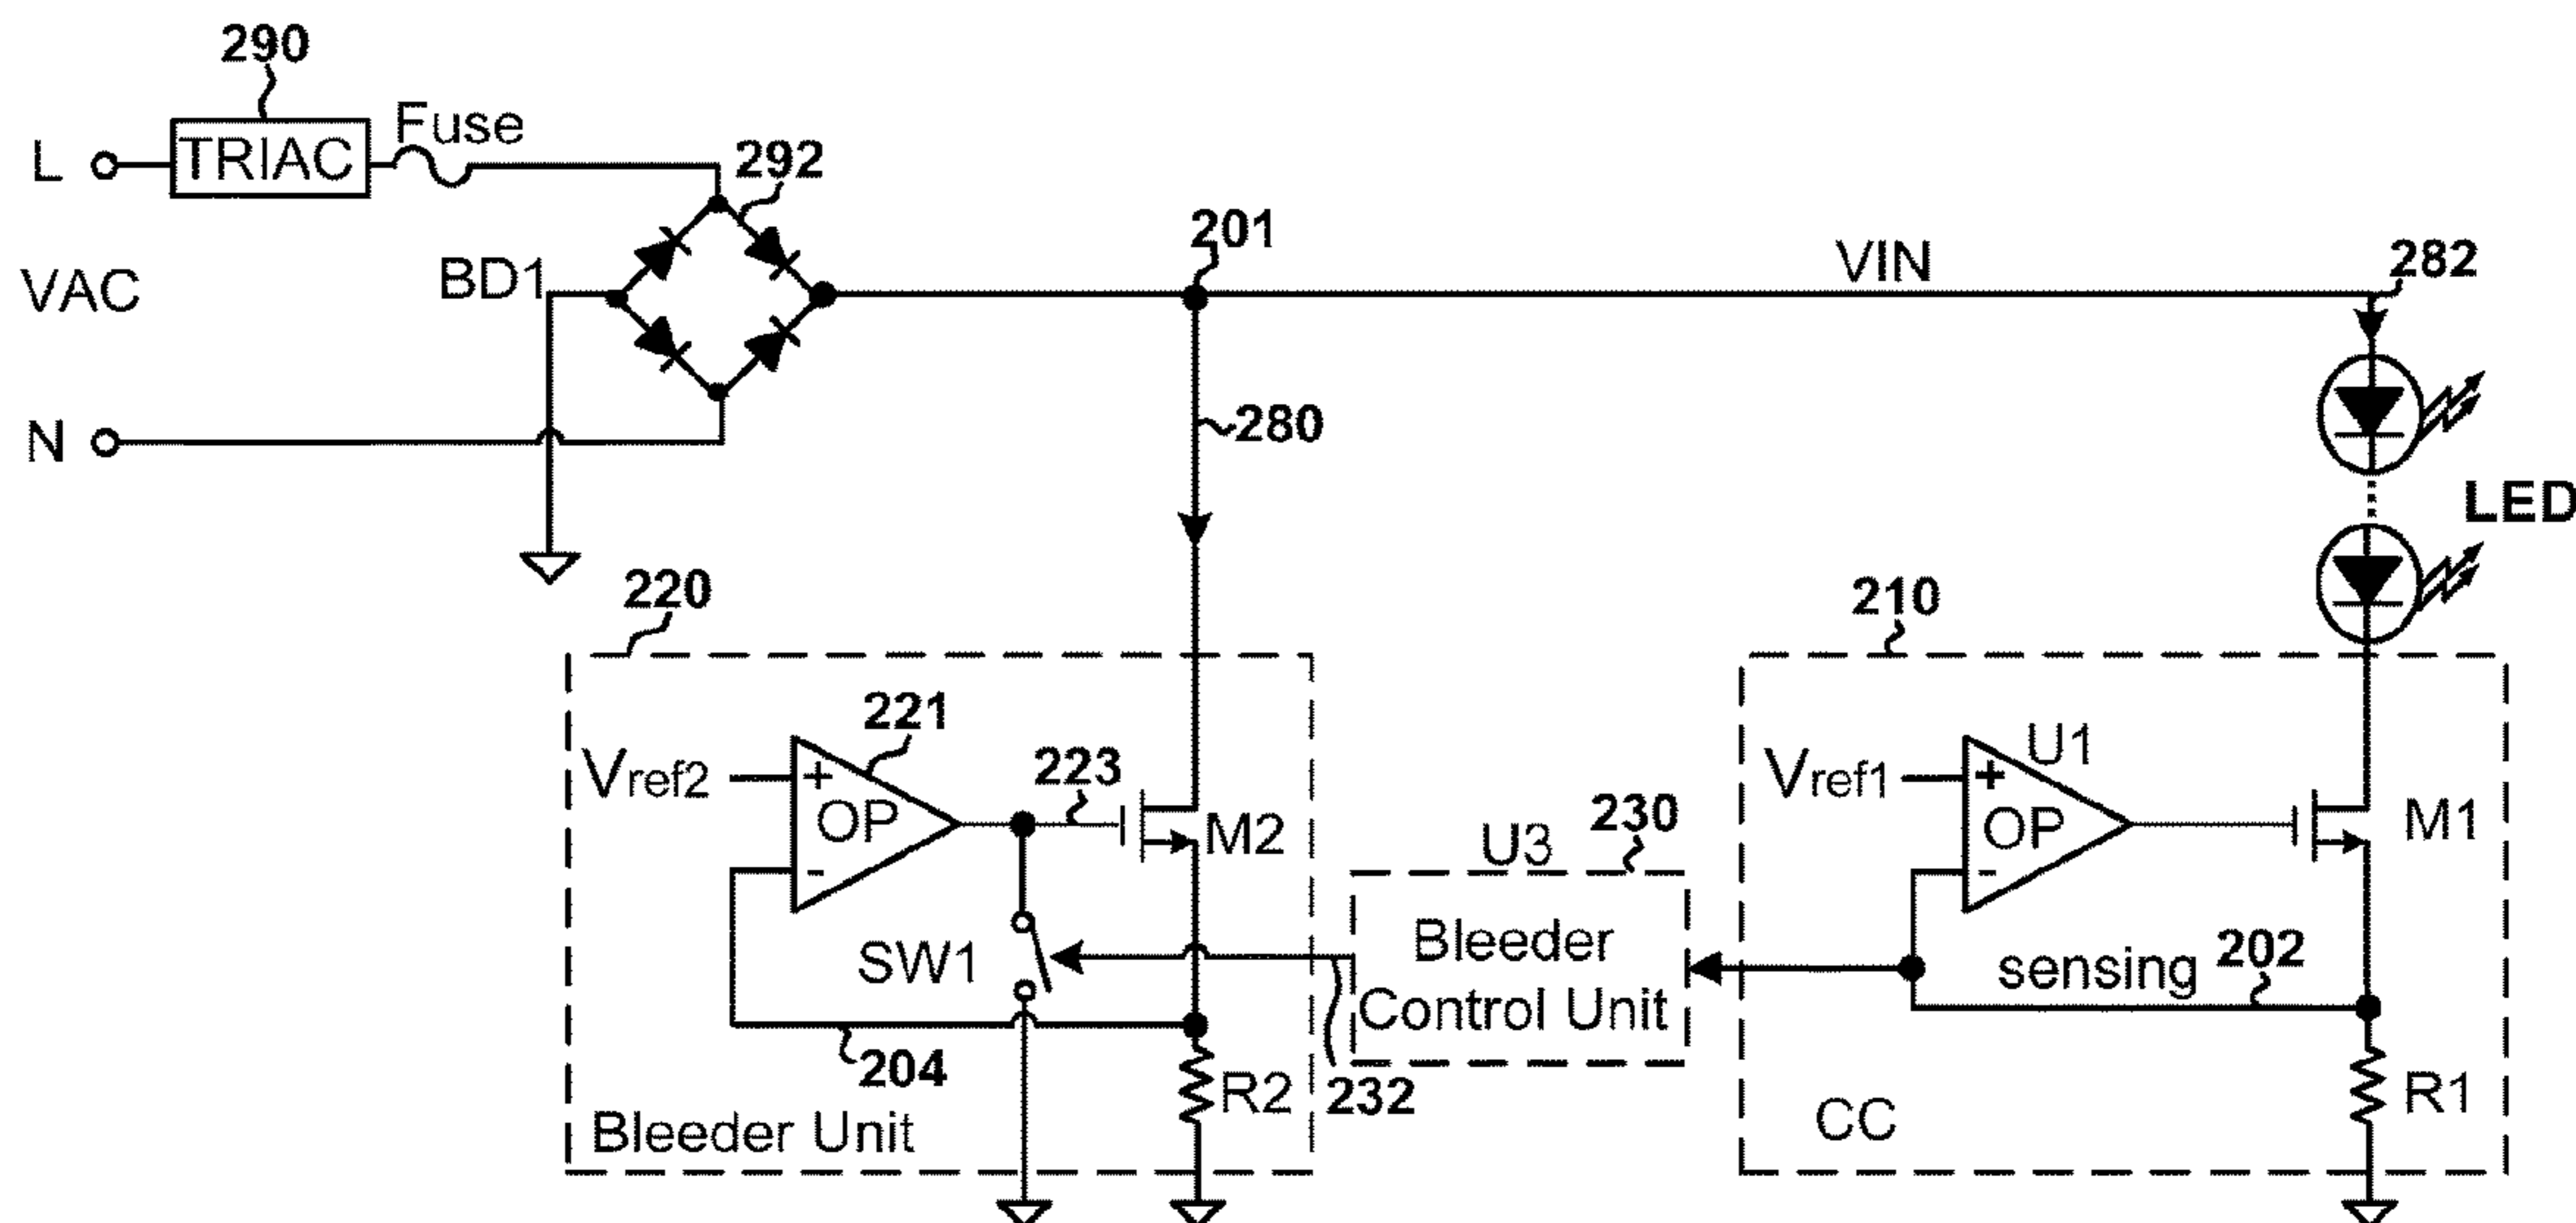 290
L
TRIAC
Fuse
292
VAC
BD1
201
VIN
282
N
280
LED
220
210
221
Vref2
+
OP
-
223
M2
SW1
204
R2
Bleeder Unit
232
U3
230
Bleeder
Control Unit
Vref1
U1
+
OP
-
M1
sensing
202
R1
CC